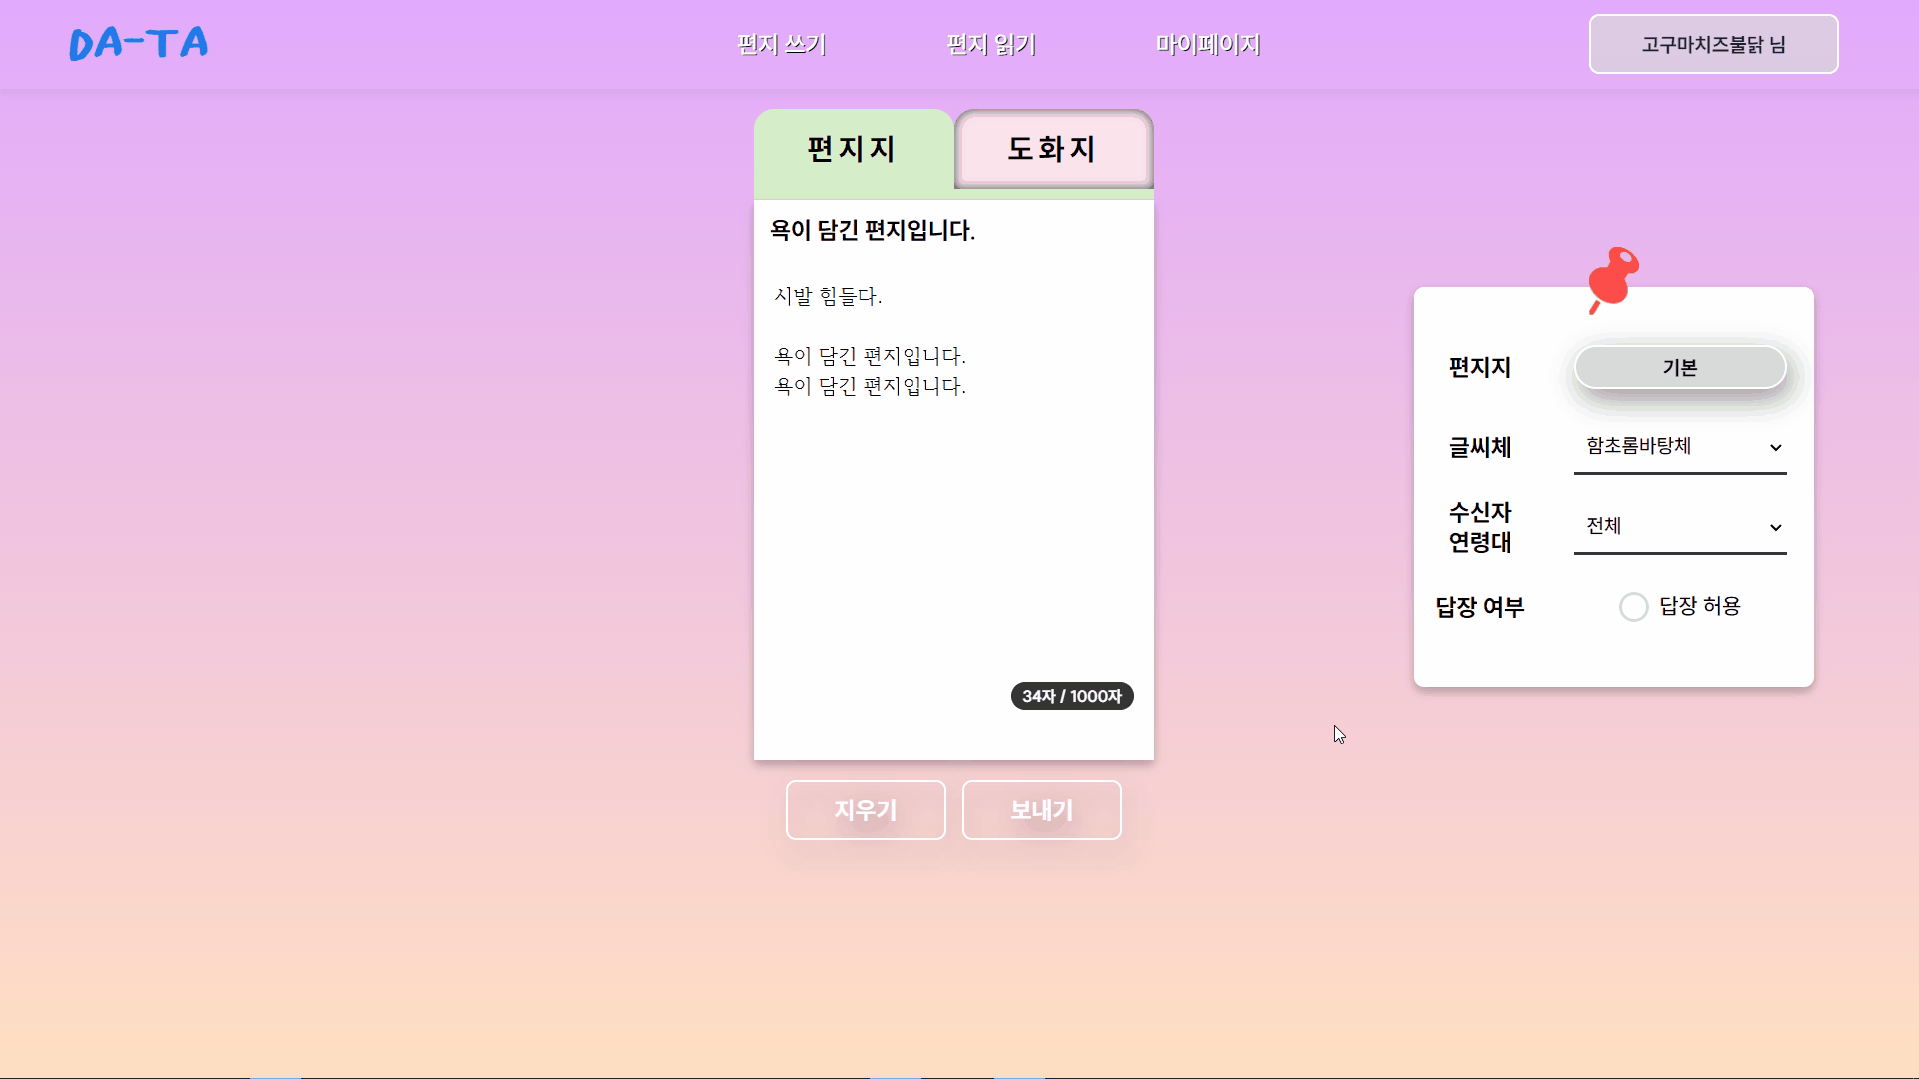 DA-TA
편지 쓰기
편지 읽기
마이페이지
고구마치즈불닭 님
편지지
도화지
욕이 담긴 편지입니다.
시발 힘들다.
욕이 담긴 편지입니다.
욕이 담긴 편지입니다.
34자 / 1000자
지우기
보내기
편지지
기본
글씨체
함초롬바탕체
수신자
연령대
전체
답장 여부
답장 허용